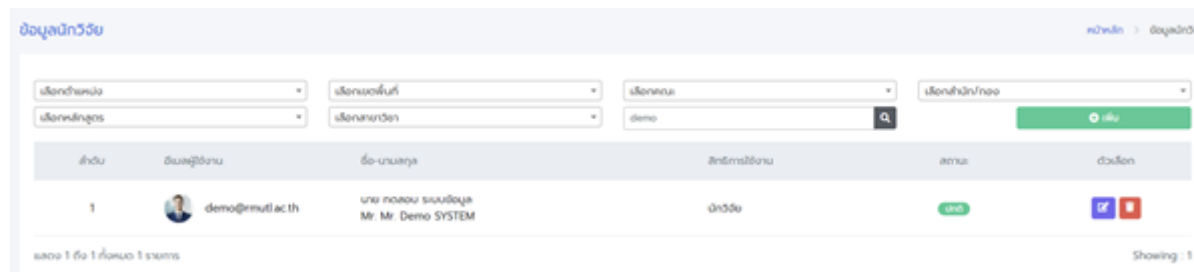 ข้อมูลนักวิจัย
หน้าหลัก > ข้อมูลนักวิ
เลือกตำแหน่ง เลือกเขตพื้นที่ เลือกคณะ เลือกสำนัก/กอง
เลือกหลักสูตร เลือกสาขาวิชา demo เพิ่ม
ลำดับ อีเมลผู้ใช้งาน ชื่อ-นามสกุล สิทธิการใช้งาน สถานะ ตัวเลือก
1 demo@rmutl.ac.th นาย ทดสอบ ระบบข้อมูล นักวิจัย ปกติ
Mr. Mr. Demo SYSTEM
แสดง 1 ถึง 1 ทั้งหมด 1 รายการ
Showing : 1